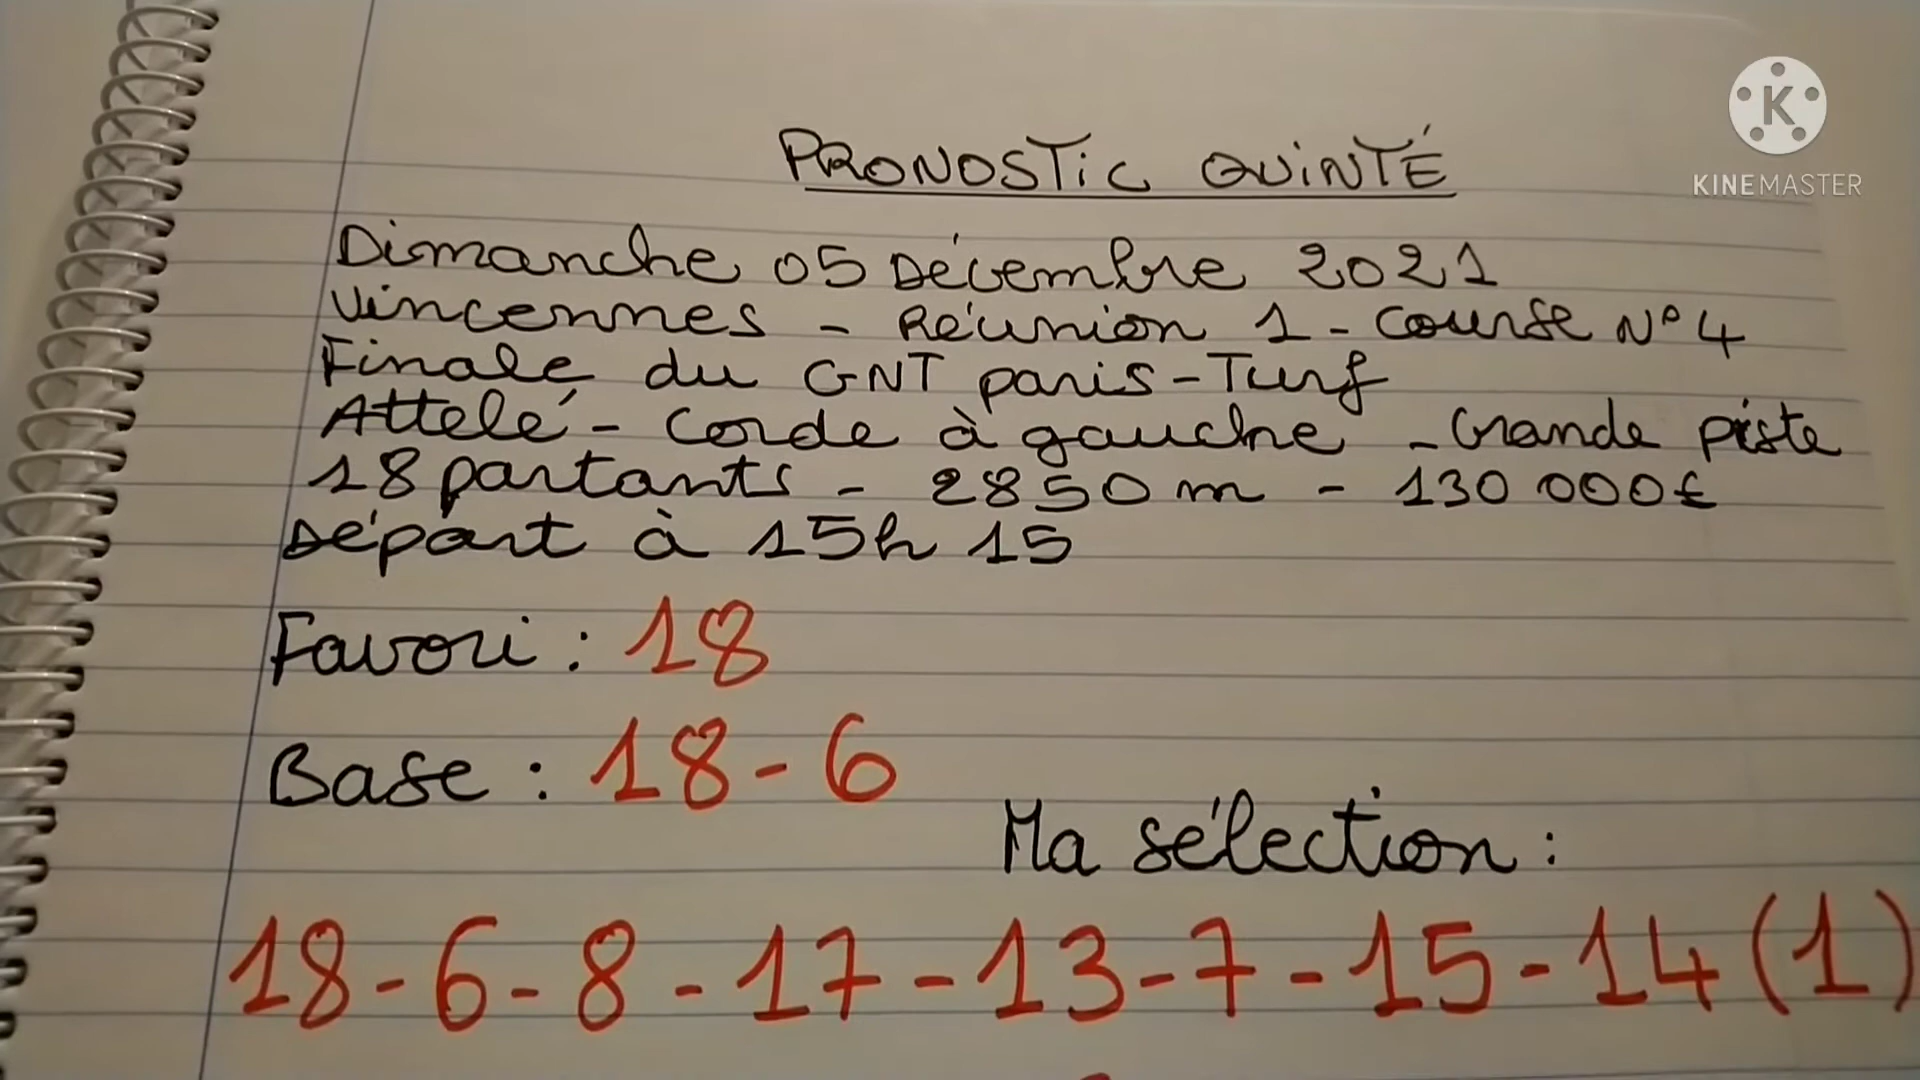 PRONOSTIC QUINTÉ
K
KINEMASTER
Dimanche 05 Décembre 2021
Vincennes - Réunion 1 - Course N° 4
Finale du GNT paris-Turf
Attelé - Corde à gauche - Grande piste
18 partants - 2850 m - 130 000€
Départ à 15h 15
Favori : 18
Base : 18 - 6
Ma sélection :
18 - 6 - 8 - 17 - 13 - 7 - 15 - 14 (1)